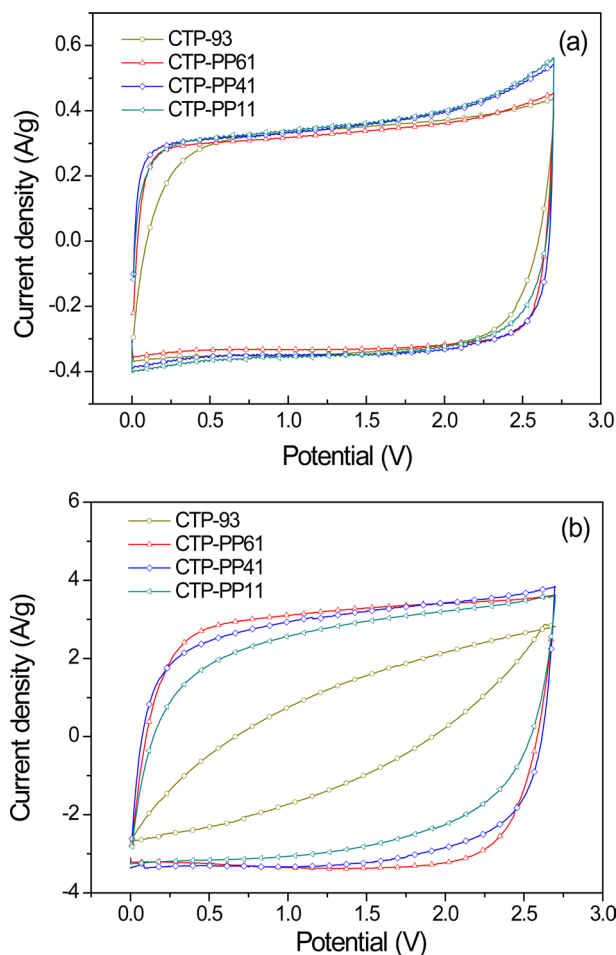 (a)
CTP-93
CTP-PP61
CTP-PP41
CTP-PP11
Current density (A/g)
0.6
0.4
0.2
0.0
-0.2
-0.4
0.0 0.5 1.0 1.5 2.0 2.5 3.0
Potential (V)
(b)
CTP-93
CTP-PP61
CTP-PP41
CTP-PP11
Current density (A/g)
6
4
2
0
-2
-4
0.0 0.5 1.0 1.5 2.0 2.5 3.0
Potential (V)